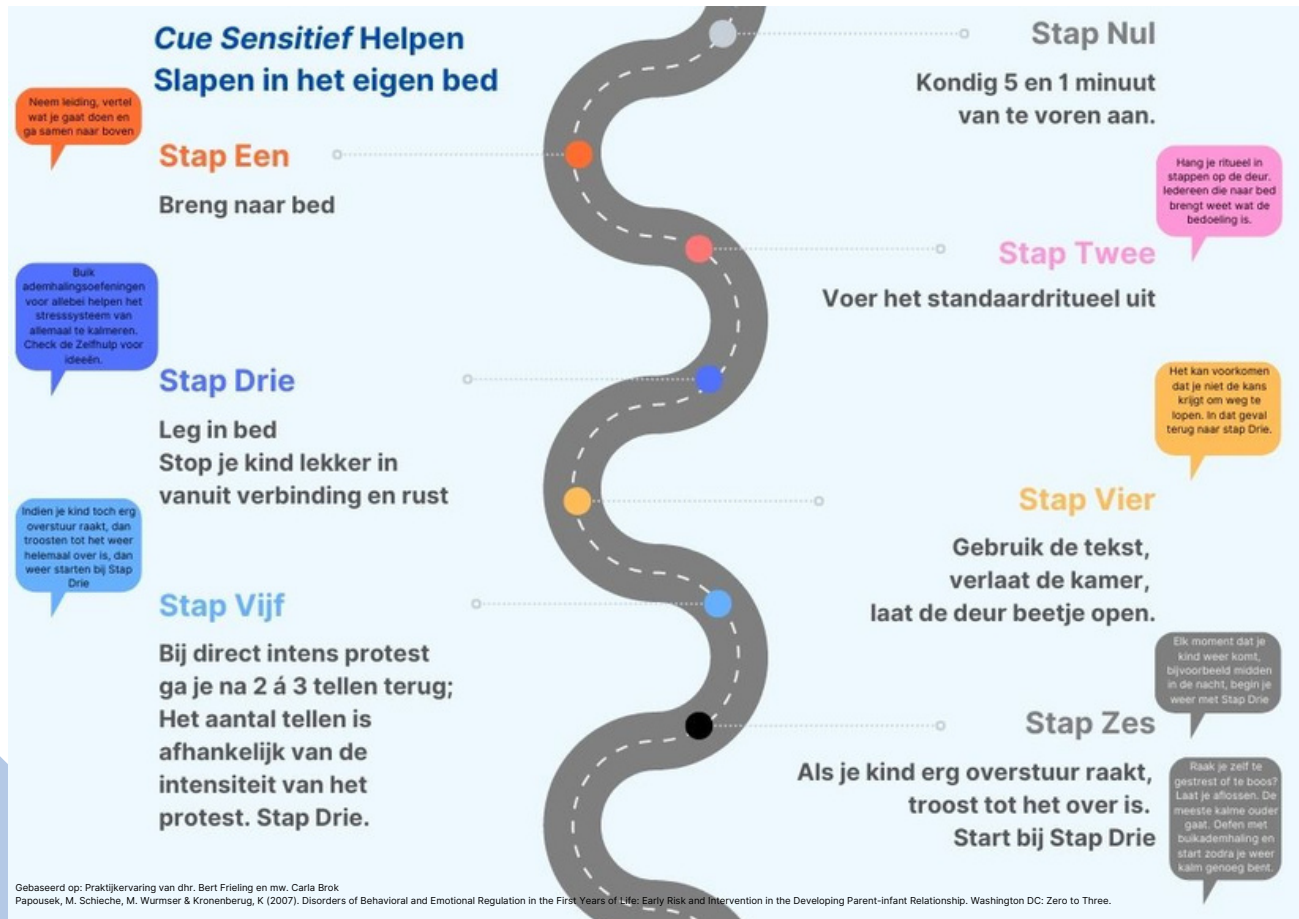 Cue Sensitief Helpen
Slapen in het eigen bed
Stap Nul
Kondig 5 en 1 minuut
van te voren aan.
Neem leiding, vertel
wat je gaat doen en
ga samen naar boven
Stap Een
Breng naar bed
Hang je ritueel in
stappen op de deur.
Iedereen die naar bed
brengt weet wat de
bedoeling is.
Stap Twee
Voer het standaardritueel uit
Buik
ademhalingsoefeningen
voor allebei helpen het
stresssysteem van
allemaal te kalmeren.
Check de Zelfhulp voor
ideeën.
Stap Drie
Leg in bed
Stop je kind lekker in
vanuit verbinding en rust
Het kan voorkomen
dat je niet de kans
krijgt om weg te
lopen. In dat geval
terug naar stap Drie.
Stap Vier
Gebruik de tekst,
verlaat de kamer,
laat de deur beetje open.
Indien je kind toch erg
overstuur raakt, dan
troosten tot het weer
helemaal over is, dan
weer starten bij Stap
Drie
Stap Vijf
Bij direct intens protest
ga je na 2 á 3 tellen terug;
Het aantal tellen is
afhankelijk van de
intensiteit van het
protest. Stap Drie.
Elk moment dat je
kind weer komt,
bijvoorbeeld midden
in de nacht, begin je
weer met Stap Drie
Stap Zes
Als je kind erg overstuur raakt,
troost tot het over is.
Start bij Stap Drie
Raak je zelf te
gestrest of te boos?
Laat je aflossen. De
meeste kalme ouder
gaat. Oefen met
buikademhaling en
start zodra je weer
kalm genoeg bent.
Gebaseerd op: Praktijkervaring van dhr. Bert Frieling en mw. Carla Brok
Papousek, M. Schieche, M. Wurmser & Kronenberug, K (2007). Disorders of Behavioral and Emotional Regulation in the First Years of Life: Early Risk and Intervention in the Developing Parent-infant Relationship. Washington DC: Zero to Three.